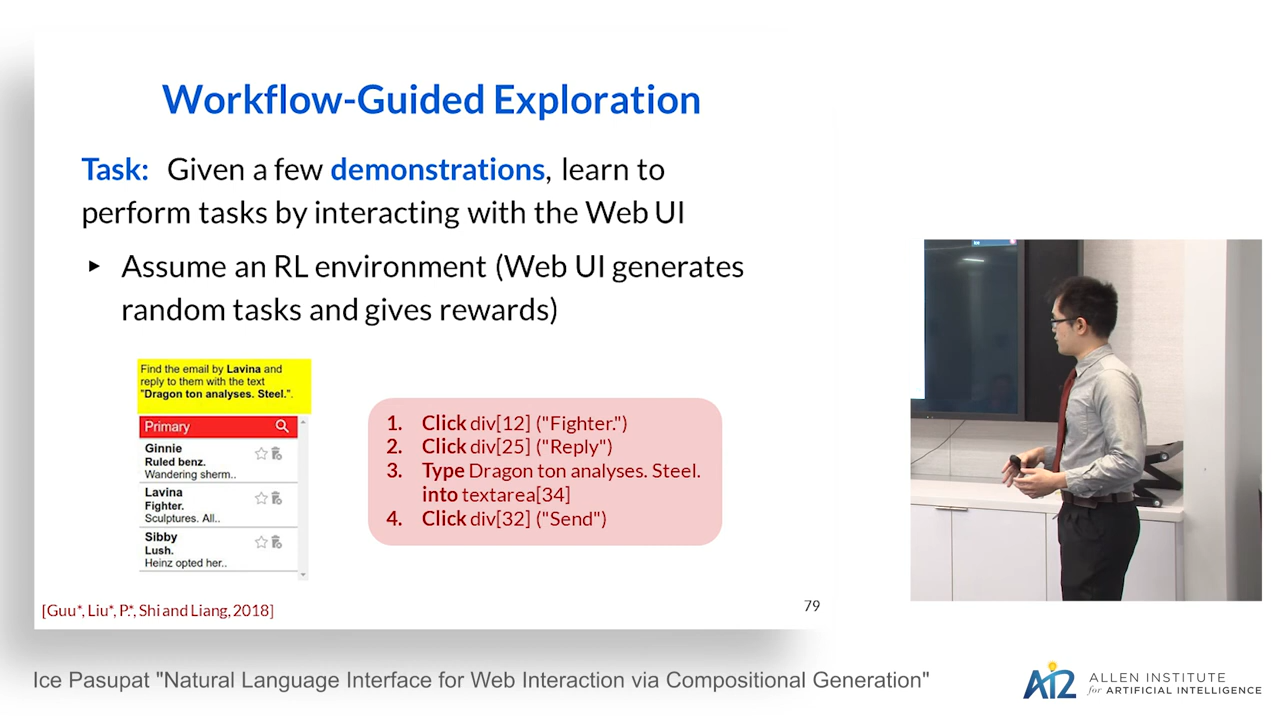 Workflow-Guided Exploration
Task: Given a few demonstrations, learn to
perform tasks by interacting with the Web UI
▸ Assume an RL environment (Web UI generates
random tasks and gives rewards)
Find the email by Lavina and
reply to them with the text
"Dragon ton analyses. Steel.".
Primary
Ginnie
Ruled benz.
Wandering sherm..
Lavina
Fighter.
Sculptures. All..
Sibby
Lush.
Heinz opted her..
1. Click div[12] ("Fighter.")
2. Click div[25] ("Reply")
3. Type Dragon ton analyses. Steel.
into textarea[34]
4. Click div[32] ("Send")
[Guu*, Liu*, P.*, Shi and Liang, 2018]
79
Ice Pasupat "Natural Language Interface for Web Interaction via Compositional Generation"
AI2
ALLEN INSTITUTE
for ARTIFICIAL INTELLIGENCE